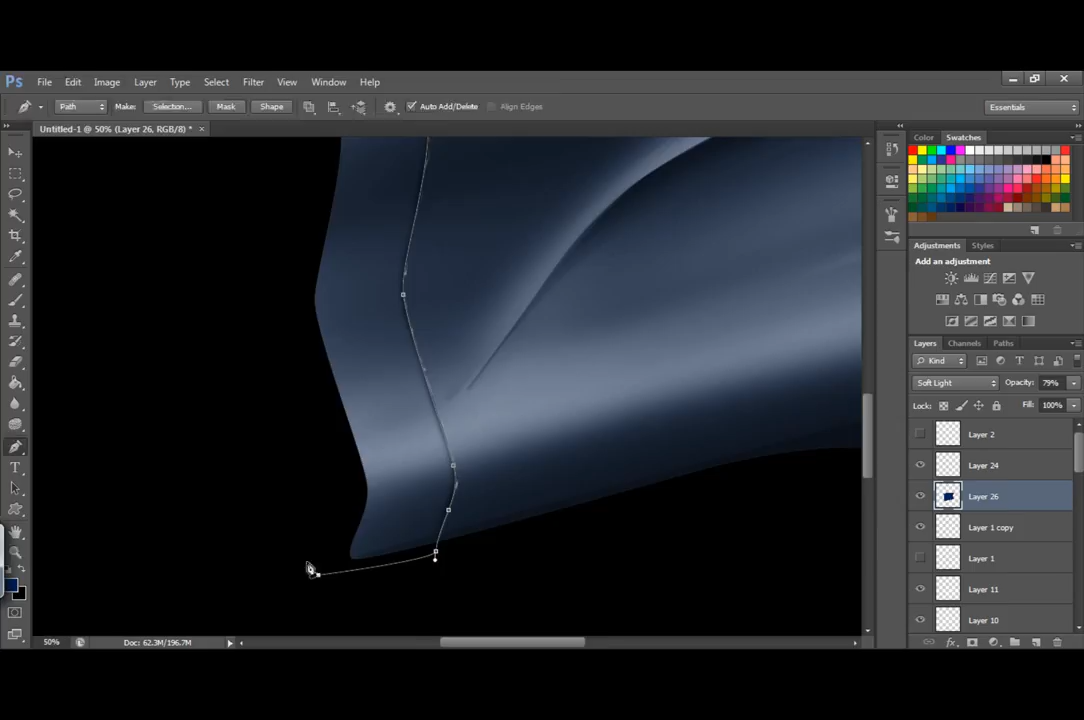 Ps File Edit Image Layer Type Select Filter View Window Help
Path Make: Selection... Mask Shape Auto Add/Delete Align Edges Essentials
Untitled-1 @ 50% (Layer 26, RGB/8) *
Color Swatches
Adjustments Styles
Add an adjustment
Layers Channels Paths
Kind
Soft Light Opacity: 79%
Lock: Fill: 100%
Layer 2
Layer 24
Layer 26
Layer 1 copy
Layer 1
Layer 11
Layer 10
50% Doc: 62.3M/196.7M